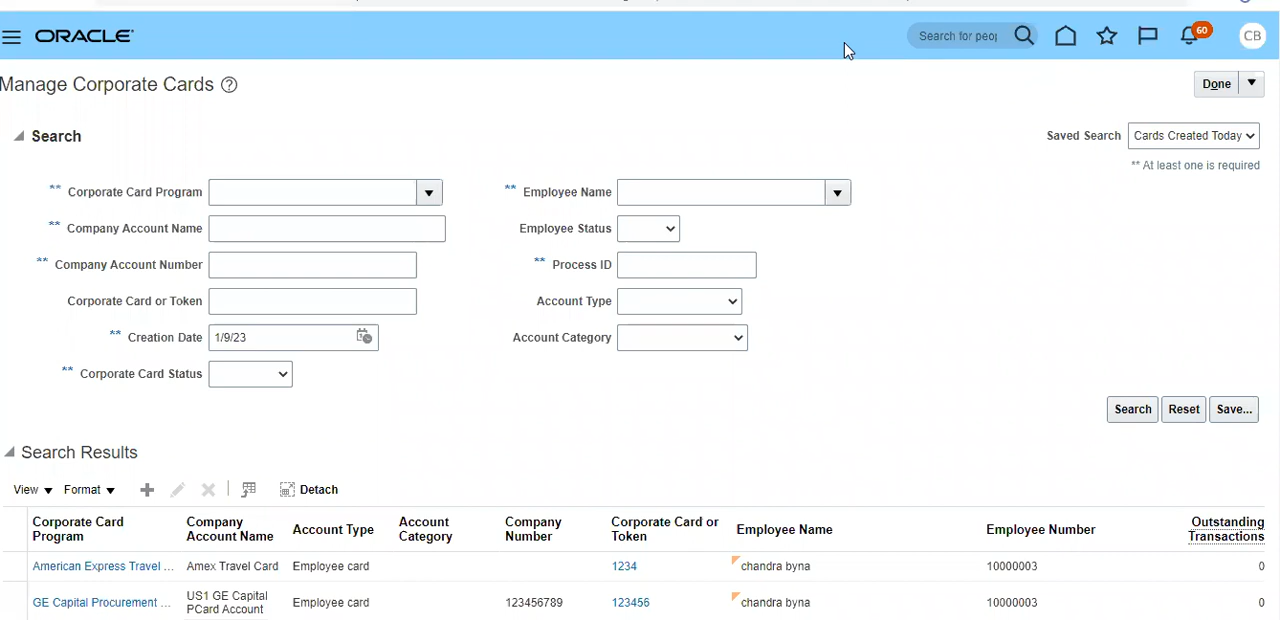 ORACLE
Search for peop
60
CB
Manage Corporate Cards ?
Done
Search
Saved Search Cards Created Today
** At least one is required
** Corporate Card Program
** Employee Name
** Company Account Name
Employee Status
** Company Account Number
** Process ID
Corporate Card or Token
Account Type
** Creation Date 1/9/23
Account Category
** Corporate Card Status
Search Reset Save...
Search Results
View Format Detach
Corporate Card Program
Company Account Name
Account Type
Account Category
Company Number
Corporate Card or Token
Employee Name
Employee Number
Outstanding Transactions
American Express Travel ... Amex Travel Card Employee card 1234 chandra byna 10000003 0
GE Capital Procurement ... US1 GE Capital PCard Account Employee card 123456789 123456 chandra byna 10000003 0